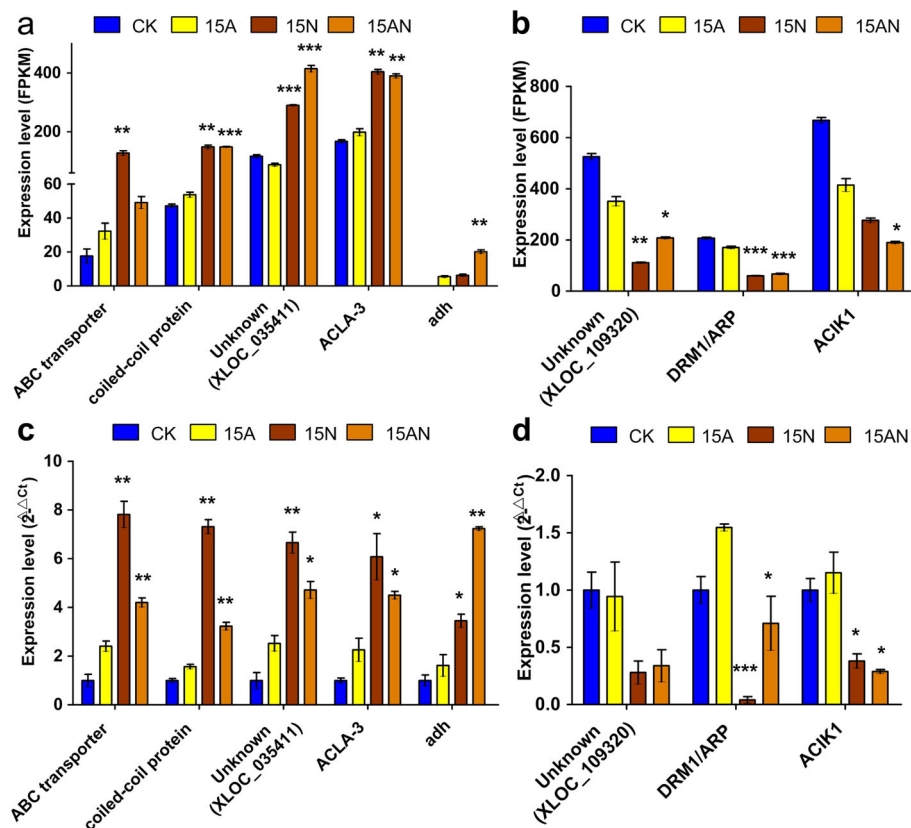 a
CK 15A 15N 15AN
Expression level (FPKM)
400
200
60
40
20
0
**
** ***
*** ***
** **
**
ABC transporter
coiled-coil protein
Unknown
(XLOC_035411)
ACLA-3
adh
b
CK 15A 15N 15AN
Expression level (FPKM)
800
600
400
200
0
** *
*** ***
*
Unknown
(XLOC_109320)
DRM1/ARP
ACIK1
c
CK 15A 15N 15AN
Expression level (2-△Ct)
10
8
6
4
2
0
** **
** **
** *
* *
* **
ABC transporter
coiled-coil protein
Unknown
(XLOC_035411)
ACLA-3
adh
d
CK 15A 15N 15AN
Expression level (2-△Ct)
2.0
1.5
1.0
0.5
0.0
*** *
* *
Unknown
(XLOC_109320)
DRM1/ARP
ACIK1